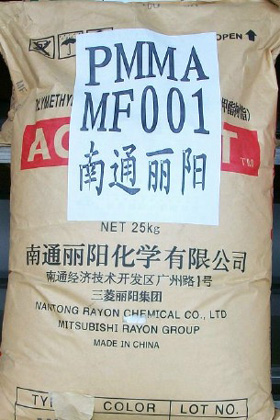 OPEN
PMMA
MF001
南通丽阳
TM
NET 25kg
南通丽阳化学有限公司
南通经济技术开发区广州路1号
三菱丽阳集团
NANTONG RAYON CHEMICAL CO., LTD
MITSUBISHI RAYON GROUP
MADE IN CHINA
COLOR
LOT NO.